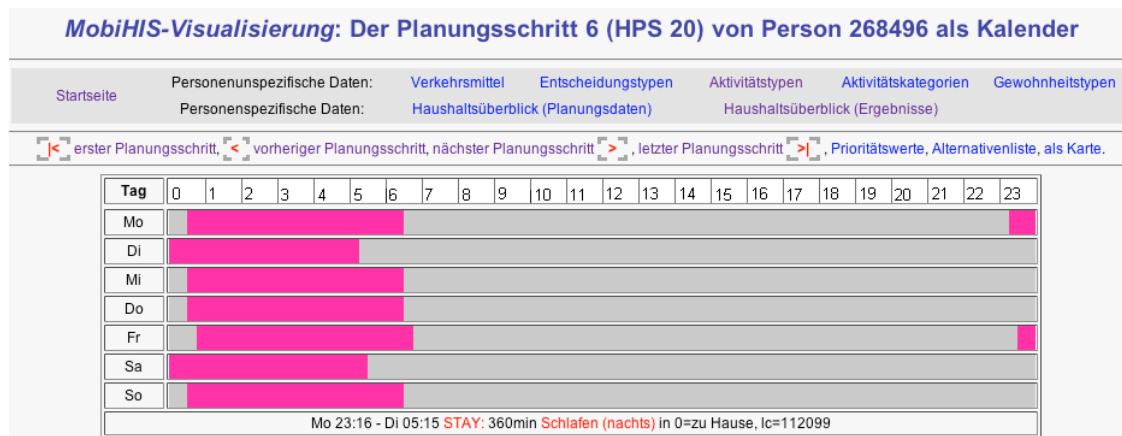 MobiHIS-Visualisierung: Der Planungsschritt 6 (HPS 20) von Person 268496 als Kalender
Startseite
Personenunspezifische Daten: Verkehrsmittel Entscheidungstypen Aktivitätstypen Aktivitätskategorien Gewohnheitstypen
Personenspezifische Daten: Haushaltsüberblick (Planungsdaten) Haushaltsüberblick (Ergebnisse)
|< erster Planungsschritt, < vorheriger Planungsschritt, nächster Planungsschritt > , letzter Planungsschritt >| , Prioritätswerte, Alternativenliste, als Karte.
Tag 0 1 2 3 4 5 6 7 8 9 10 11 12 13 14 15 16 17 18 19 20 21 22 23
Mo
Di
Mi
Do
Fr
Sa
So
Mo 23:16 - Di 05:15 STAY: 360min Schlafen (nachts) in 0=zu Hause, lc=112099